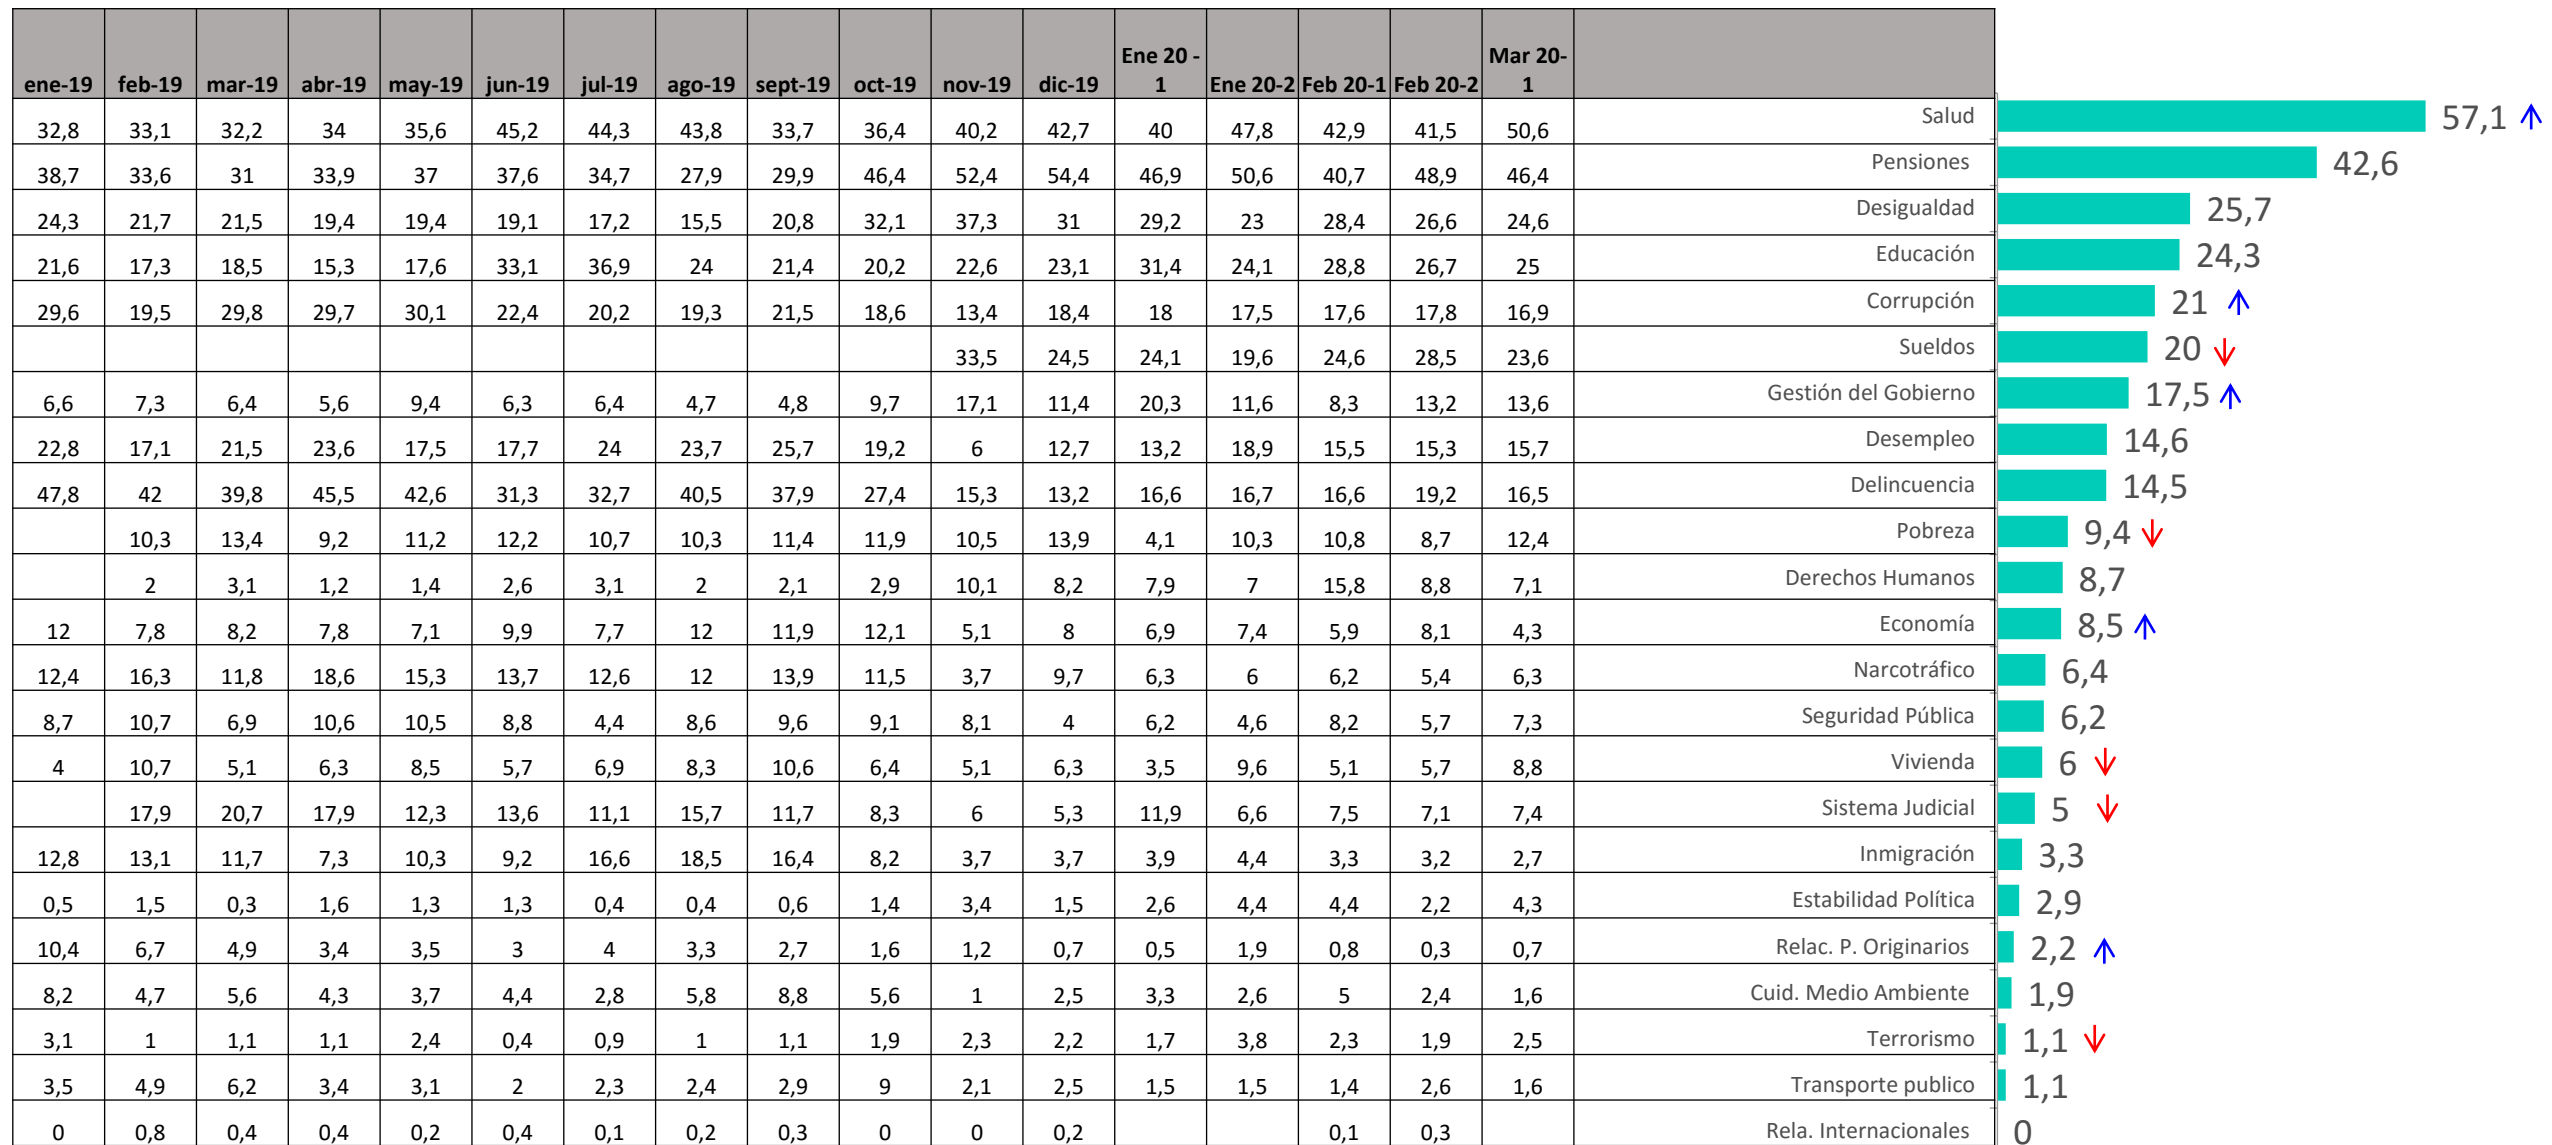 ene-19 feb-19 mar-19 abr-19 may-19 jun-19 jul-19 ago-19 sept-19 oct-19 nov-19 dic-19 Ene 20 - 1 Ene 20-2 Feb 20-1 Feb 20-2 Mar 20- 1
32,8 33,1 32,2 34 35,6 45,2 44,3 43,8 33,7 36,4 40,2 42,7 40 47,8 42,9 41,5 50,6 Salud 57,1
38,7 33,6 31 33,9 37 37,6 34,7 27,9 29,9 46,4 52,4 54,4 46,9 50,6 40,7 48,9 46,4 Pensiones 42,6
24,3 21,7 21,5 19,4 19,4 19,1 17,2 15,5 20,8 32,1 37,3 31 29,2 23 28,4 26,6 24,6 Desigualdad 25,7
21,6 17,3 18,5 15,3 17,6 33,1 36,9 24 21,4 20,2 22,6 23,1 31,4 24,1 28,8 26,7 25 Educación 24,3
29,6 19,5 29,8 29,7 30,1 22,4 20,2 19,3 21,5 18,6 13,4 18,4 18 17,5 17,6 17,8 16,9 Corrupción 21
33,5 24,5 24,1 19,6 24,6 28,5 23,6 Sueldos 20
6,6 7,3 6,4 5,6 9,4 6,3 6,4 4,7 4,8 9,7 17,1 11,4 20,3 11,6 8,3 13,2 13,6 Gestión del Gobierno 17,5
22,8 17,1 21,5 23,6 17,5 17,7 24 23,7 25,7 19,2 6 12,7 13,2 18,9 15,5 15,3 15,7 Desempleo 14,6
47,8 42 39,8 45,5 42,6 31,3 32,7 40,5 37,9 27,4 15,3 13,2 16,6 16,7 16,6 19,2 16,5 Delincuencia 14,5
10,3 13,4 9,2 11,2 12,2 10,7 10,3 11,4 11,9 10,5 13,9 4,1 10,3 10,8 8,7 12,4 Pobreza 9,4
2 3,1 1,2 1,4 2,6 3,1 2 2,1 2,9 10,1 8,2 7,9 7 15,8 8,8 7,1 Derechos Humanos 8,7
12 7,8 8,2 7,8 7,1 9,9 7,7 12 11,9 12,1 5,1 8 6,9 7,4 5,9 8,1 4,3 Economía 8,5
12,4 16,3 11,8 18,6 15,3 13,7 12,6 12 13,9 11,5 3,7 9,7 6,3 6 6,2 5,4 6,3 Narcotráfico 6,4
8,7 10,7 6,9 10,6 10,5 8,8 4,4 8,6 9,6 9,1 8,1 4 6,2 4,6 8,2 5,7 7,3 Seguridad Pública 6,2
4 10,7 5,1 6,3 8,5 5,7 6,9 8,3 10,6 6,4 5,1 6,3 3,5 9,6 5,1 5,7 8,8 Vivienda 6
17,9 20,7 17,9 12,3 13,6 11,1 15,7 11,7 8,3 6 5,3 11,9 6,6 7,5 7,1 7,4 Sistema Judicial 5
12,8 13,1 11,7 7,3 10,3 9,2 16,6 18,5 16,4 8,2 3,7 3,7 3,9 4,4 3,3 3,2 2,7 Inmigración 3,3
0,5 1,5 0,3 1,6 1,3 1,3 0,4 0,4 0,6 1,4 3,4 1,5 2,6 4,4 4,4 2,2 4,3 Estabilidad Política 2,9
10,4 6,7 4,9 3,4 3,5 3 4 3,3 2,7 1,6 1,2 0,7 0,5 1,9 0,8 0,3 0,7 Relac. P. Originarios 2,2
8,2 4,7 5,6 4,3 3,7 4,4 2,8 5,8 8,8 5,6 1 2,5 3,3 2,6 5 2,4 1,6 Cuid. Medio Ambiente 1,9
3,1 1 1,1 1,1 2,4 0,4 0,9 1 1,1 1,9 2,3 2,2 1,7 3,8 2,3 1,9 2,5 Terrorismo 1,1
3,5 4,9 6,2 3,4 3,1 2 2,3 2,4 2,9 9 2,1 2,5 1,5 1,5 1,4 2,6 1,6 Transporte publico 1,1
0 0,8 0,4 0,4 0,2 0,4 0,1 0,2 0,3 0 0 0,2 0,1 0,3 Rela. Internacionales 0